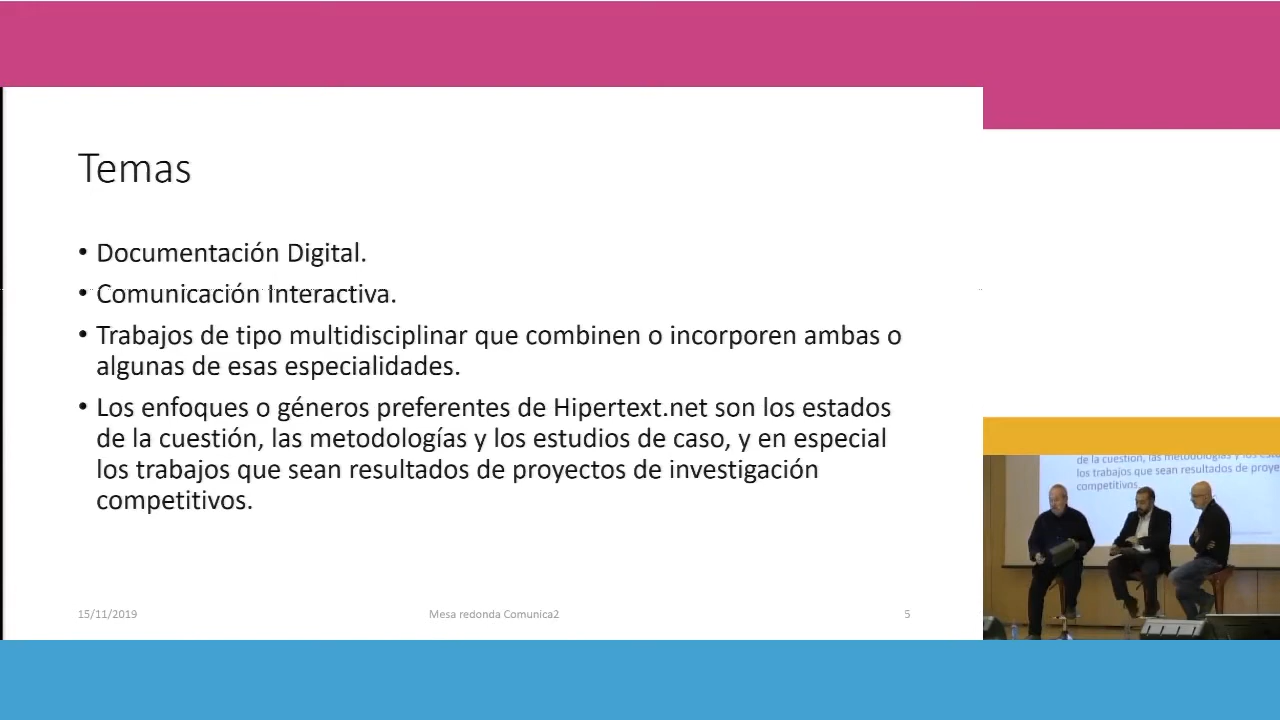 Temas
• Documentación Digital.
• Comunicación Interactiva.
• Trabajos de tipo multidisciplinar que combinen o incorporen ambas o
algunas de esas especialidades.
• Los enfoques o géneros preferentes de Hipertext.net son los estados
de la cuestión, las metodologías y los estudios de caso, y en especial
los trabajos que sean resultados de proyectos de investigación
competitivos.
15/11/2019
Mesa redonda Comunica2
5
de la cuestión, las metodologías y los
los trabajos que sean resultados de
competitivos.